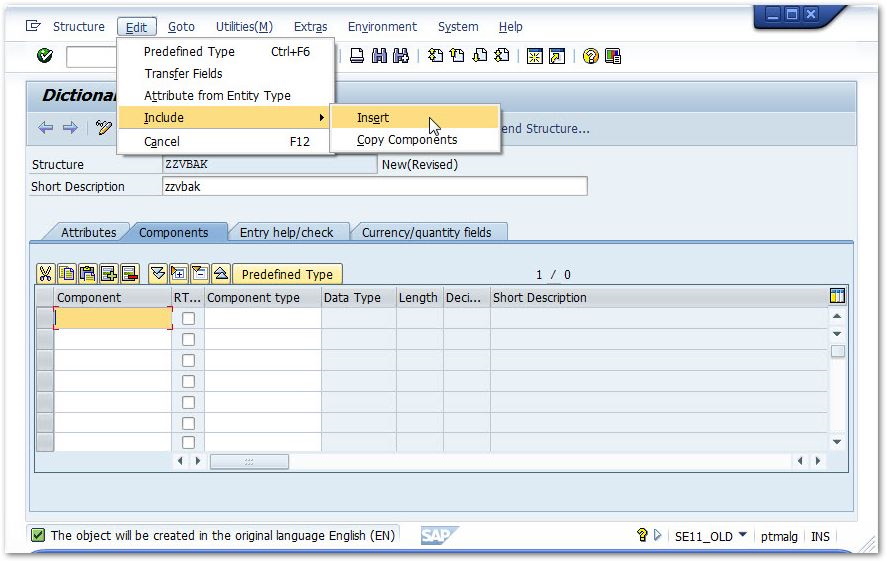 Structure Edit Goto Utilities(M) Extras Environment System Help
Predefined Type Ctrl+F6
Transfer Fields
Attribute from Entity Type
Include
Cancel F12
Insert
Copy Components
Dictiona
end Structure...
Structure ZZVBAK New(Revised)
Short Description zzvbak
Attributes Components Entry help/check Currency/quantity fields
Predefined Type 1 / 0
Component RT... Component type Data Type Length Deci... Short Description
The object will be created in the original language English (EN) SAP SE11_OLD ptmalg INS